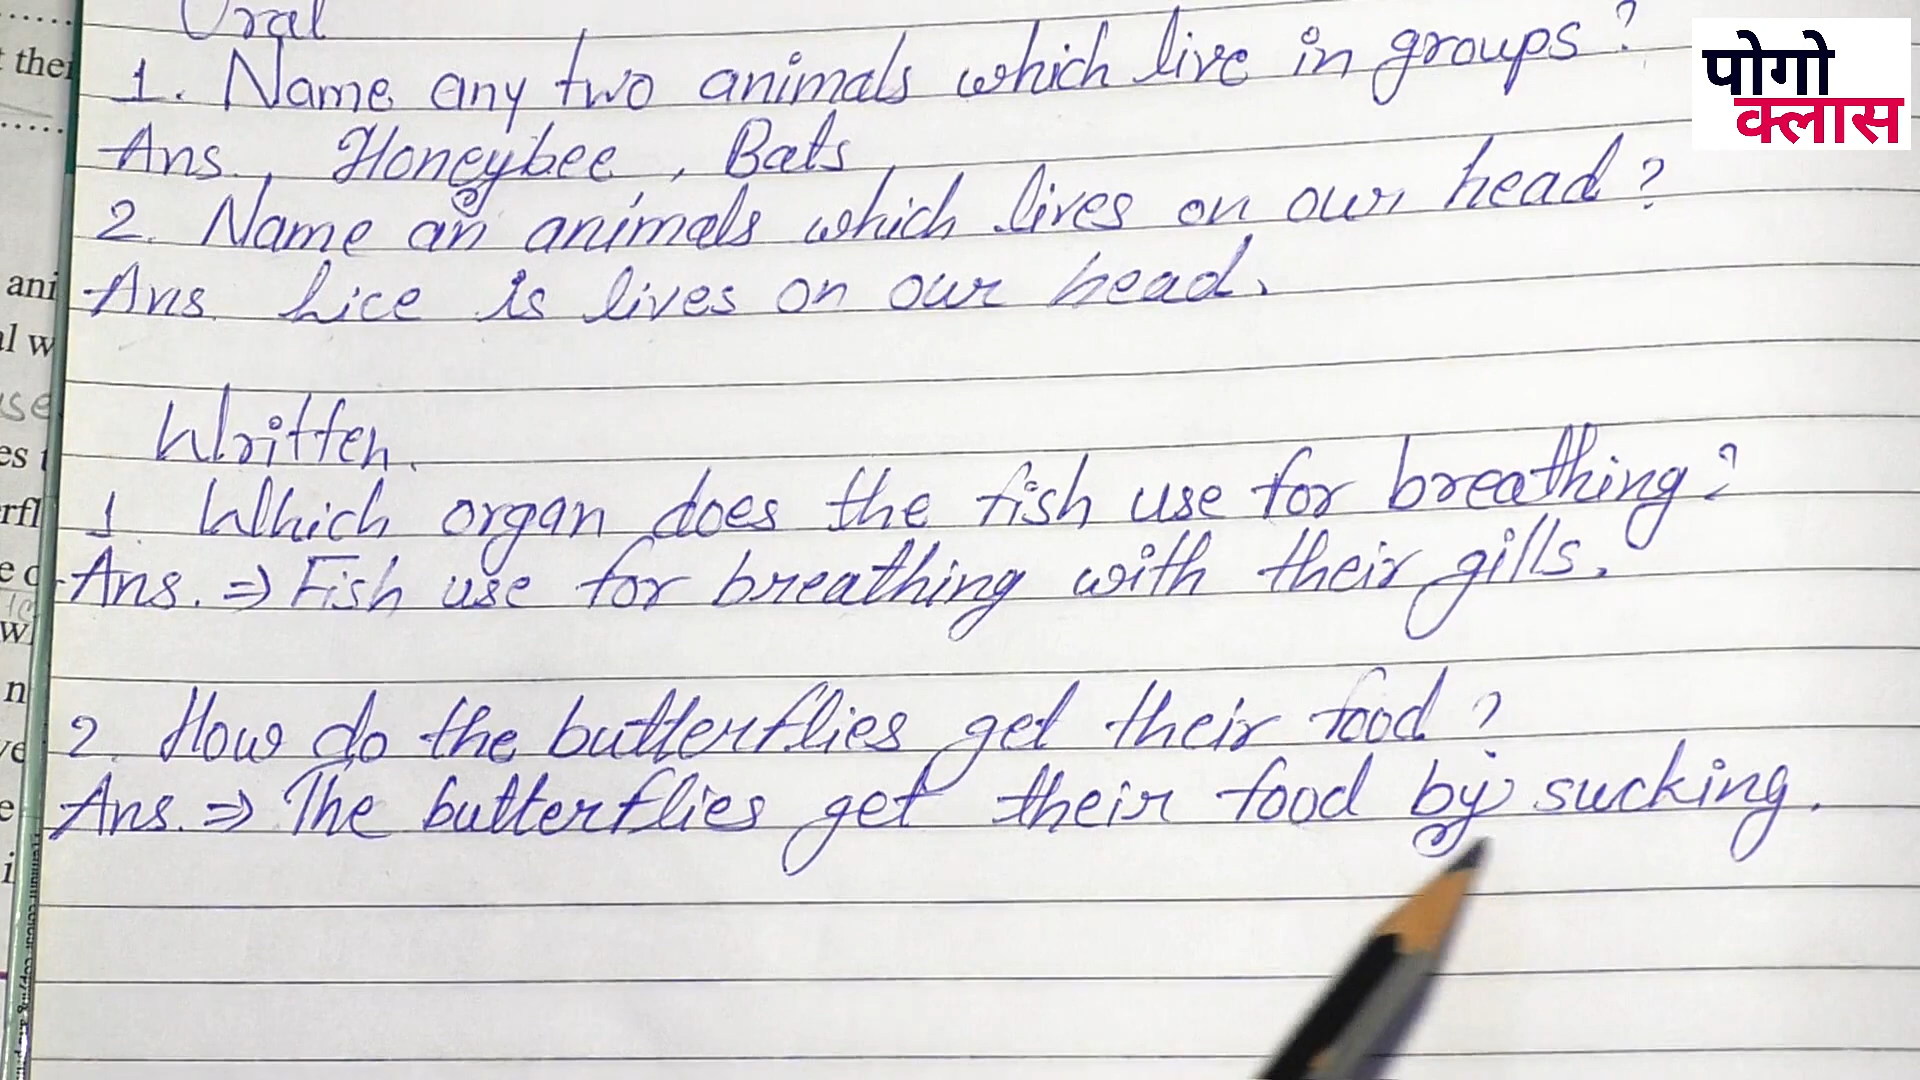 Oral
1. Name any two animals which live in groups?
Ans. Honeybee, Bats
2. Name an animals which lives on our head?
Ans. Lice is lives on our head.
Written.
1. Which organ does the fish use for breathing?
Ans. ⇒ Fish use for breathing with their gills.
2. How do the butterflies get their food?
Ans. ⇒ The butterflies get their food by sucking.
पोगो
क्लास